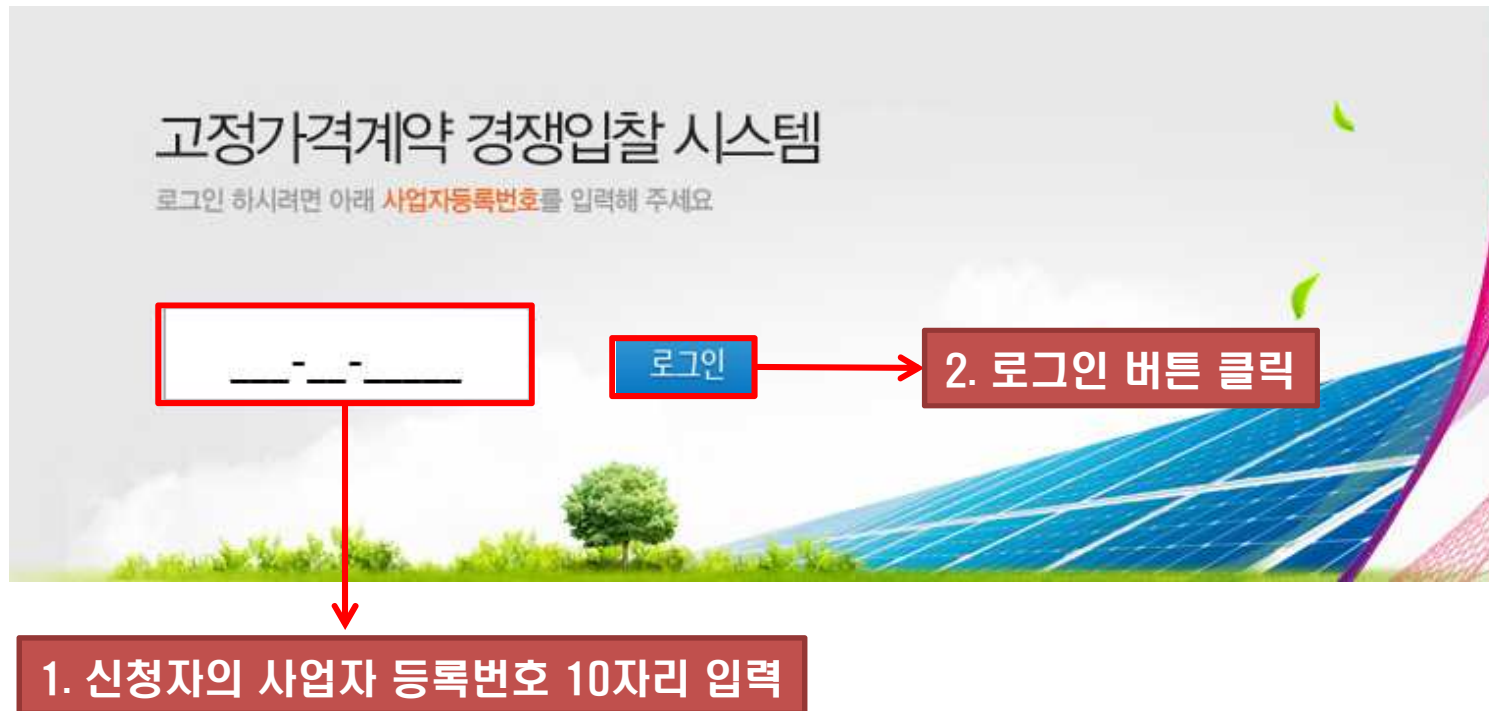 고정가격계약 경쟁입찰 시스템
로그인 하시려면 아래 사업자등록번호를 입력해 주세요
___-__-_____
로그인
2. 로그인 버튼 클릭
1. 신청자의 사업자 등록번호 10자리 입력